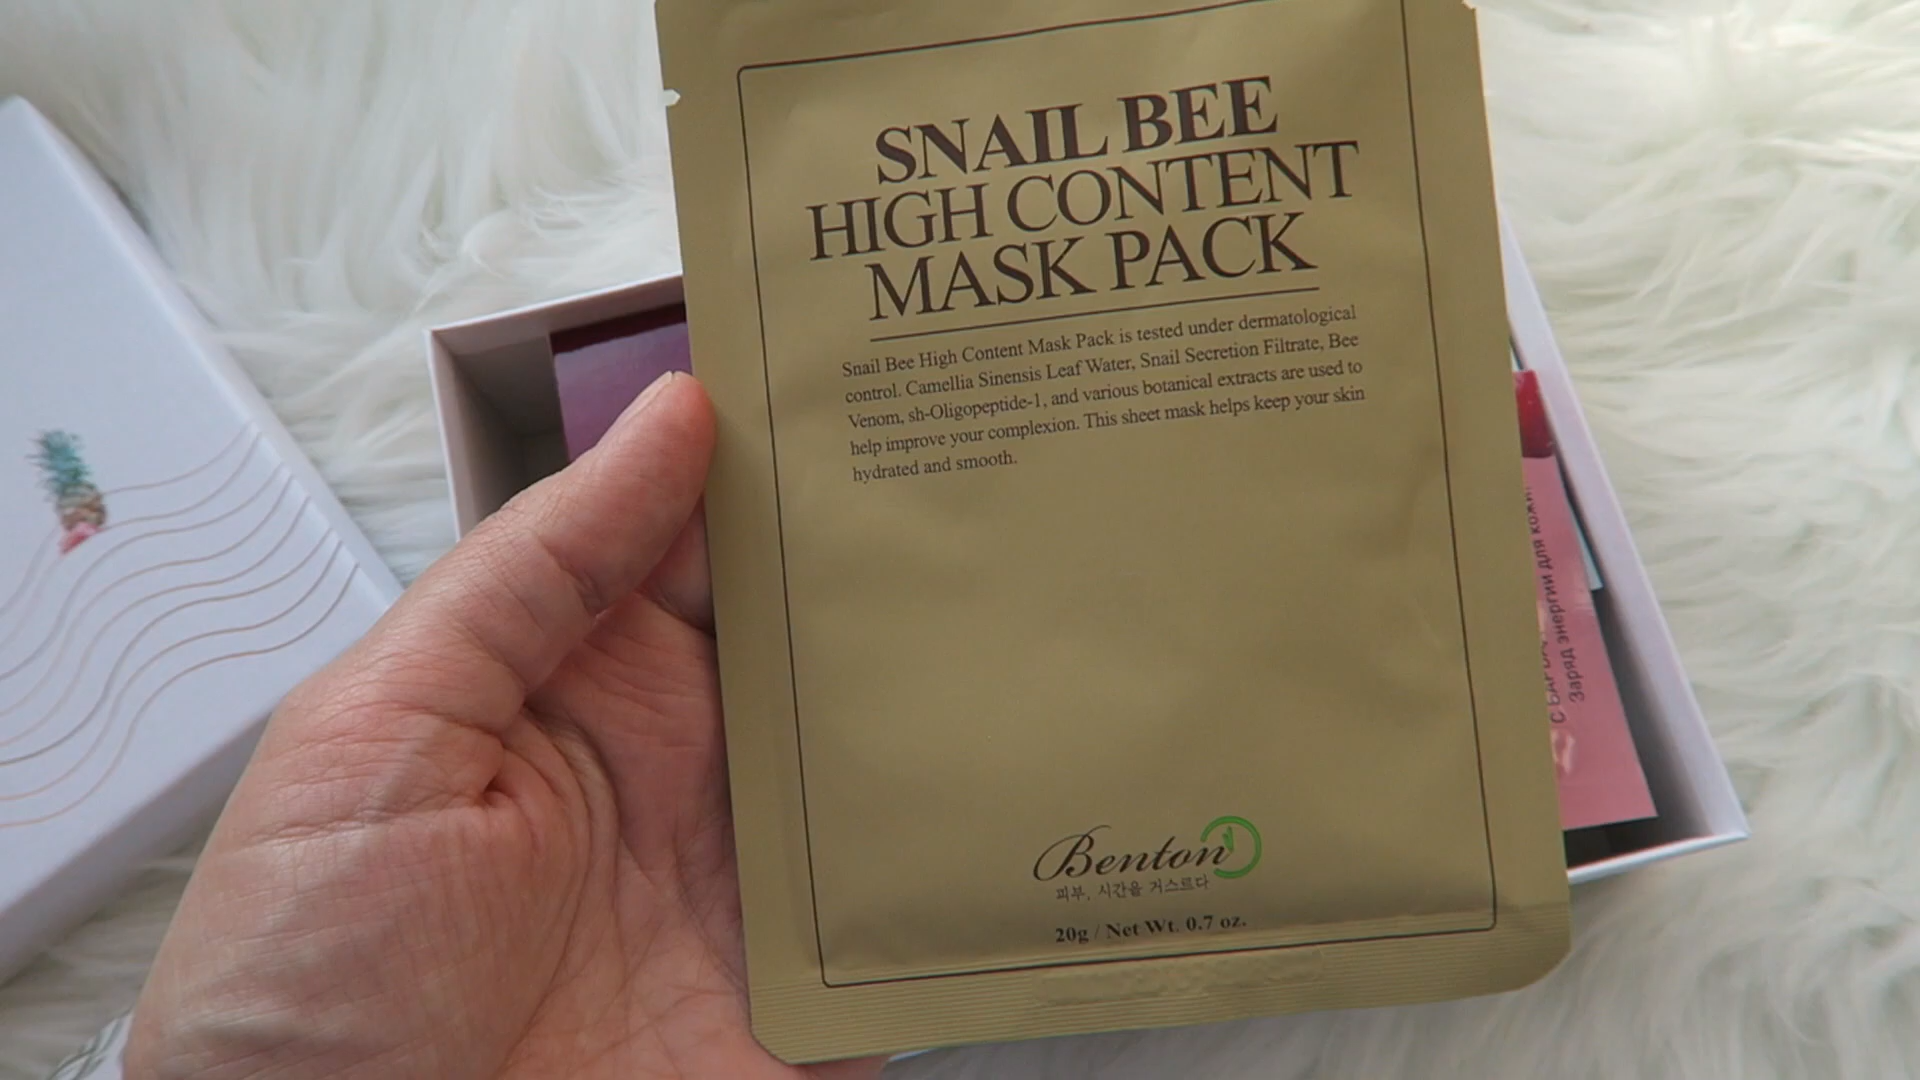 SNAIL BEE
HIGH CONTENT
MASK PACK
Snail Bee High Content Mask Pack is tested under dermatological
control. Camellia Sinensis Leaf Water, Snail Secretion Filtrate, Bee
Venom, sh-Oligopeptide-1, and various botanical extracts are used to
help improve your complexion. This sheet mask helps keep your skin
hydrated and smooth.
Benton
피부, 시간을 거스르다
20g / Net Wt. 0.7 oz.
Заряд энергии для кожи!